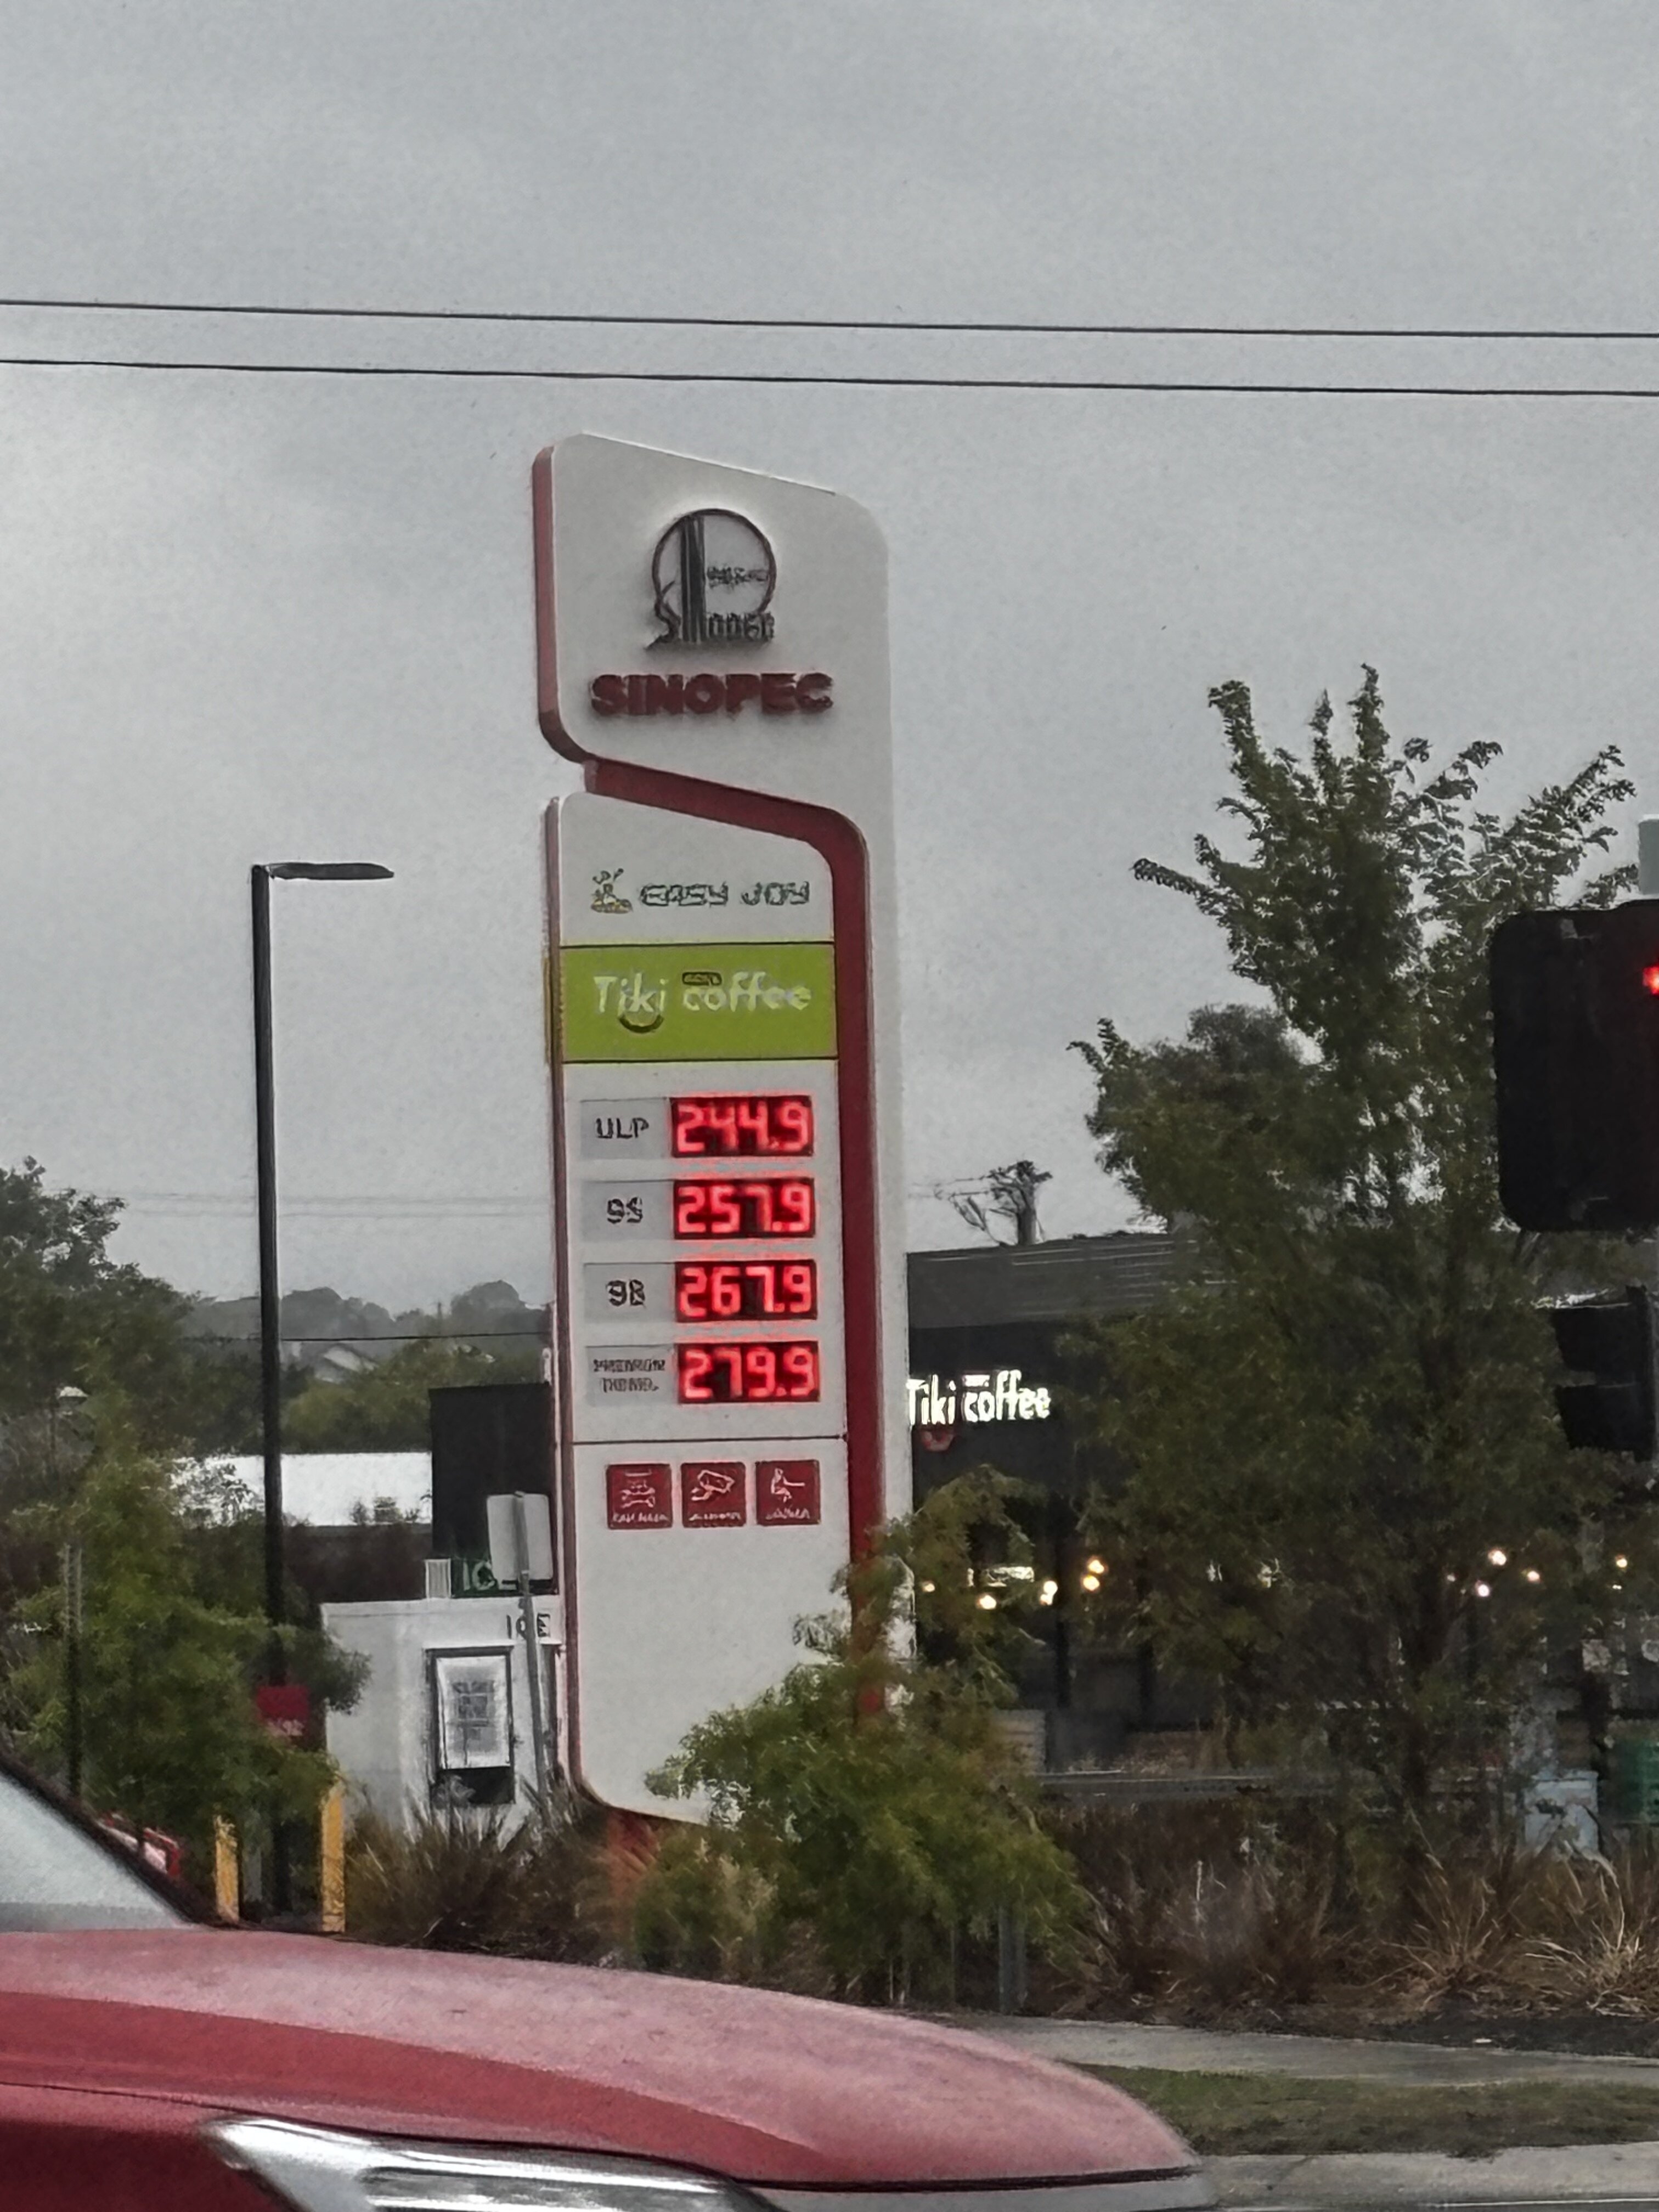 SINOPEC
EASY JOY
Tiki coffee
ULP 244.9
95 257.9
98 267.9
279.9
Tiki coffee
ICE